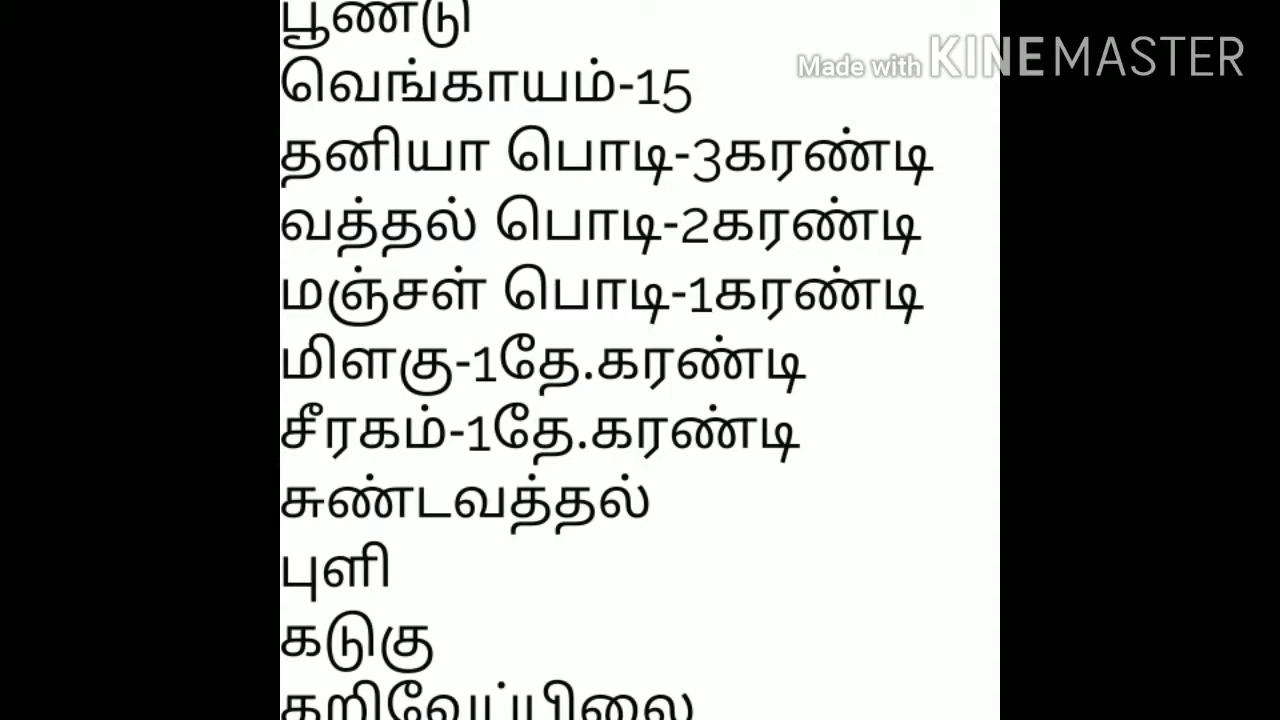 பூண்டு
Made with KINEMASTER
வெங்காயம்-15
தனியா பொடி-3கரண்டி
வத்தல் பொடி-2கரண்டி
மஞ்சள் பொடி-1கரண்டி
மிளகு-1தே.கரண்டி
சீரகம்-1தே.கரண்டி
சுண்டவத்தல்
புளி
கடுகு
கறிவேப்பிலை